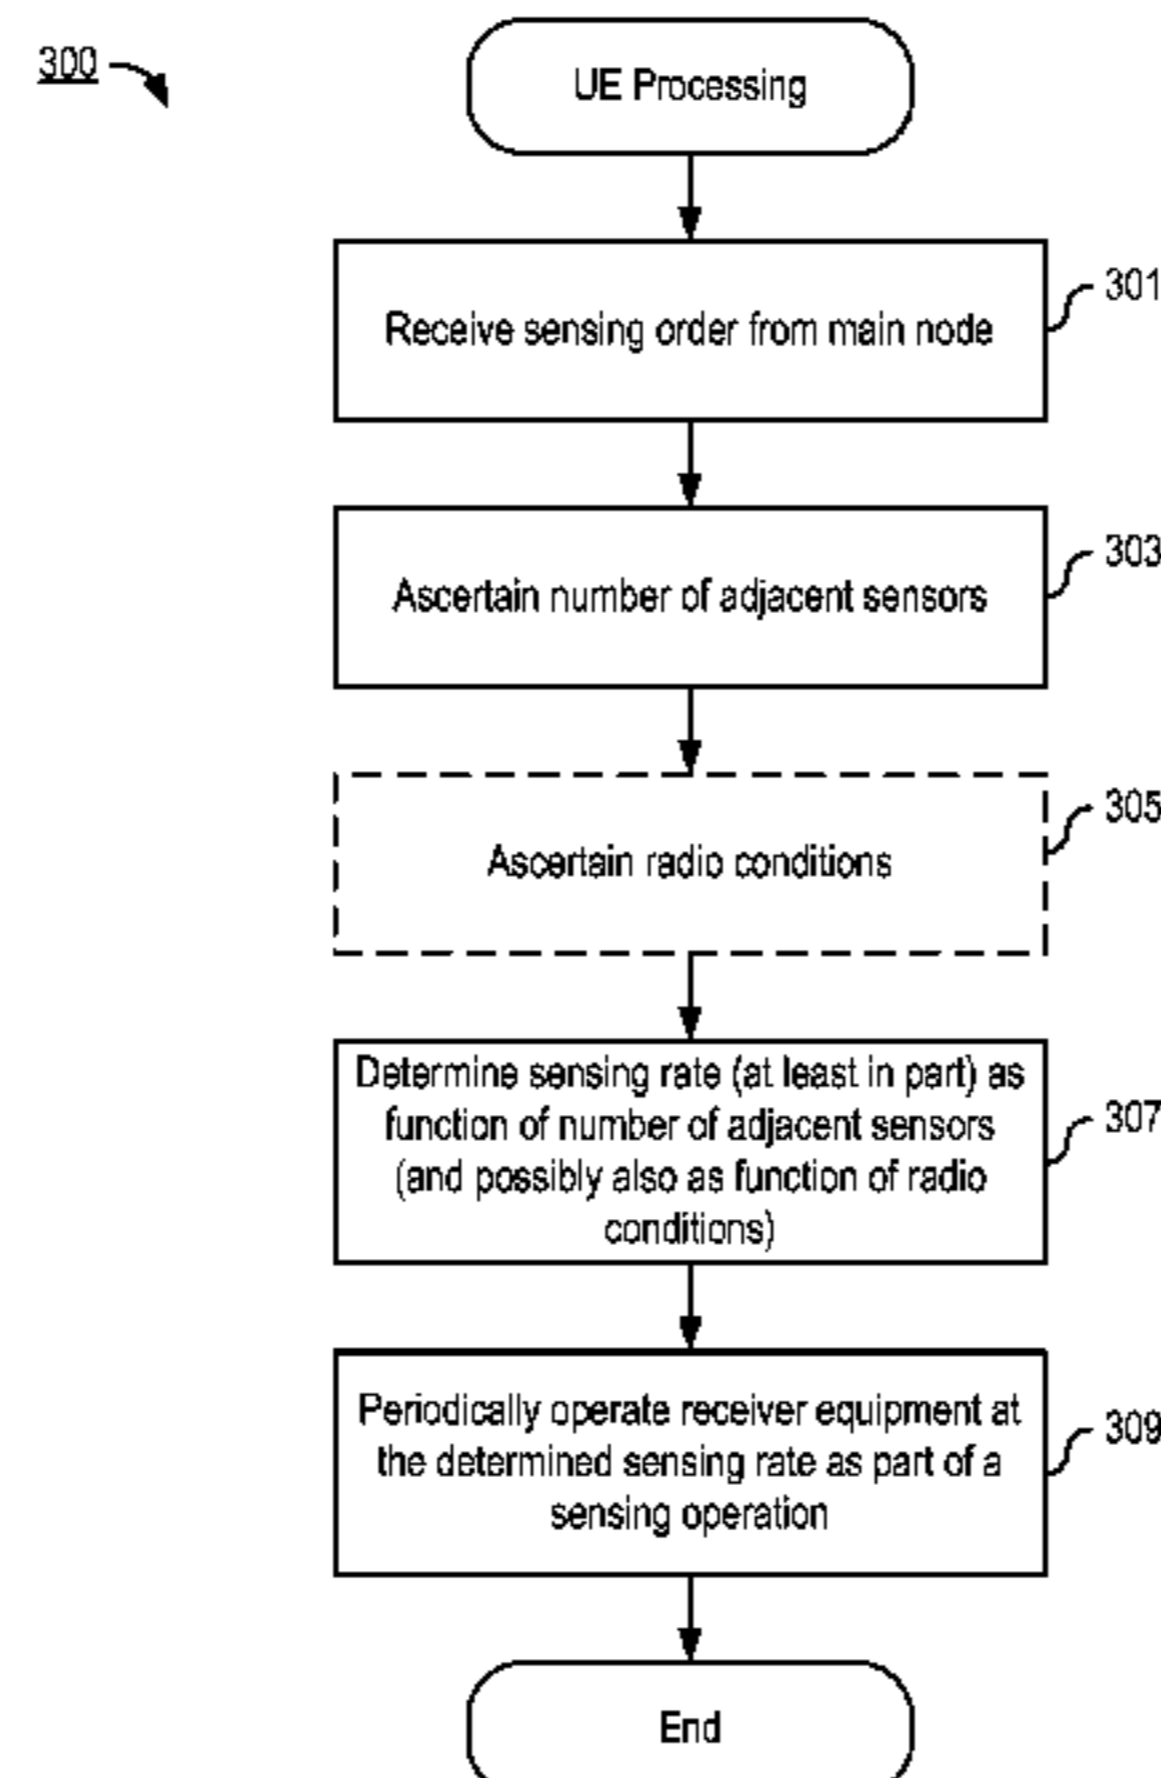 300
UE Processing
301
Receive sensing order from main node
303
Ascertain number of adjacent sensors
305
Ascertain radio conditions
Determine sensing rate (at least in part) as
function of number of adjacent sensors
307
(and possibly also as function of radio
conditions)
Periodically operate receiver equipment at
309
the determined sensing rate as part of a
sensing operation
End